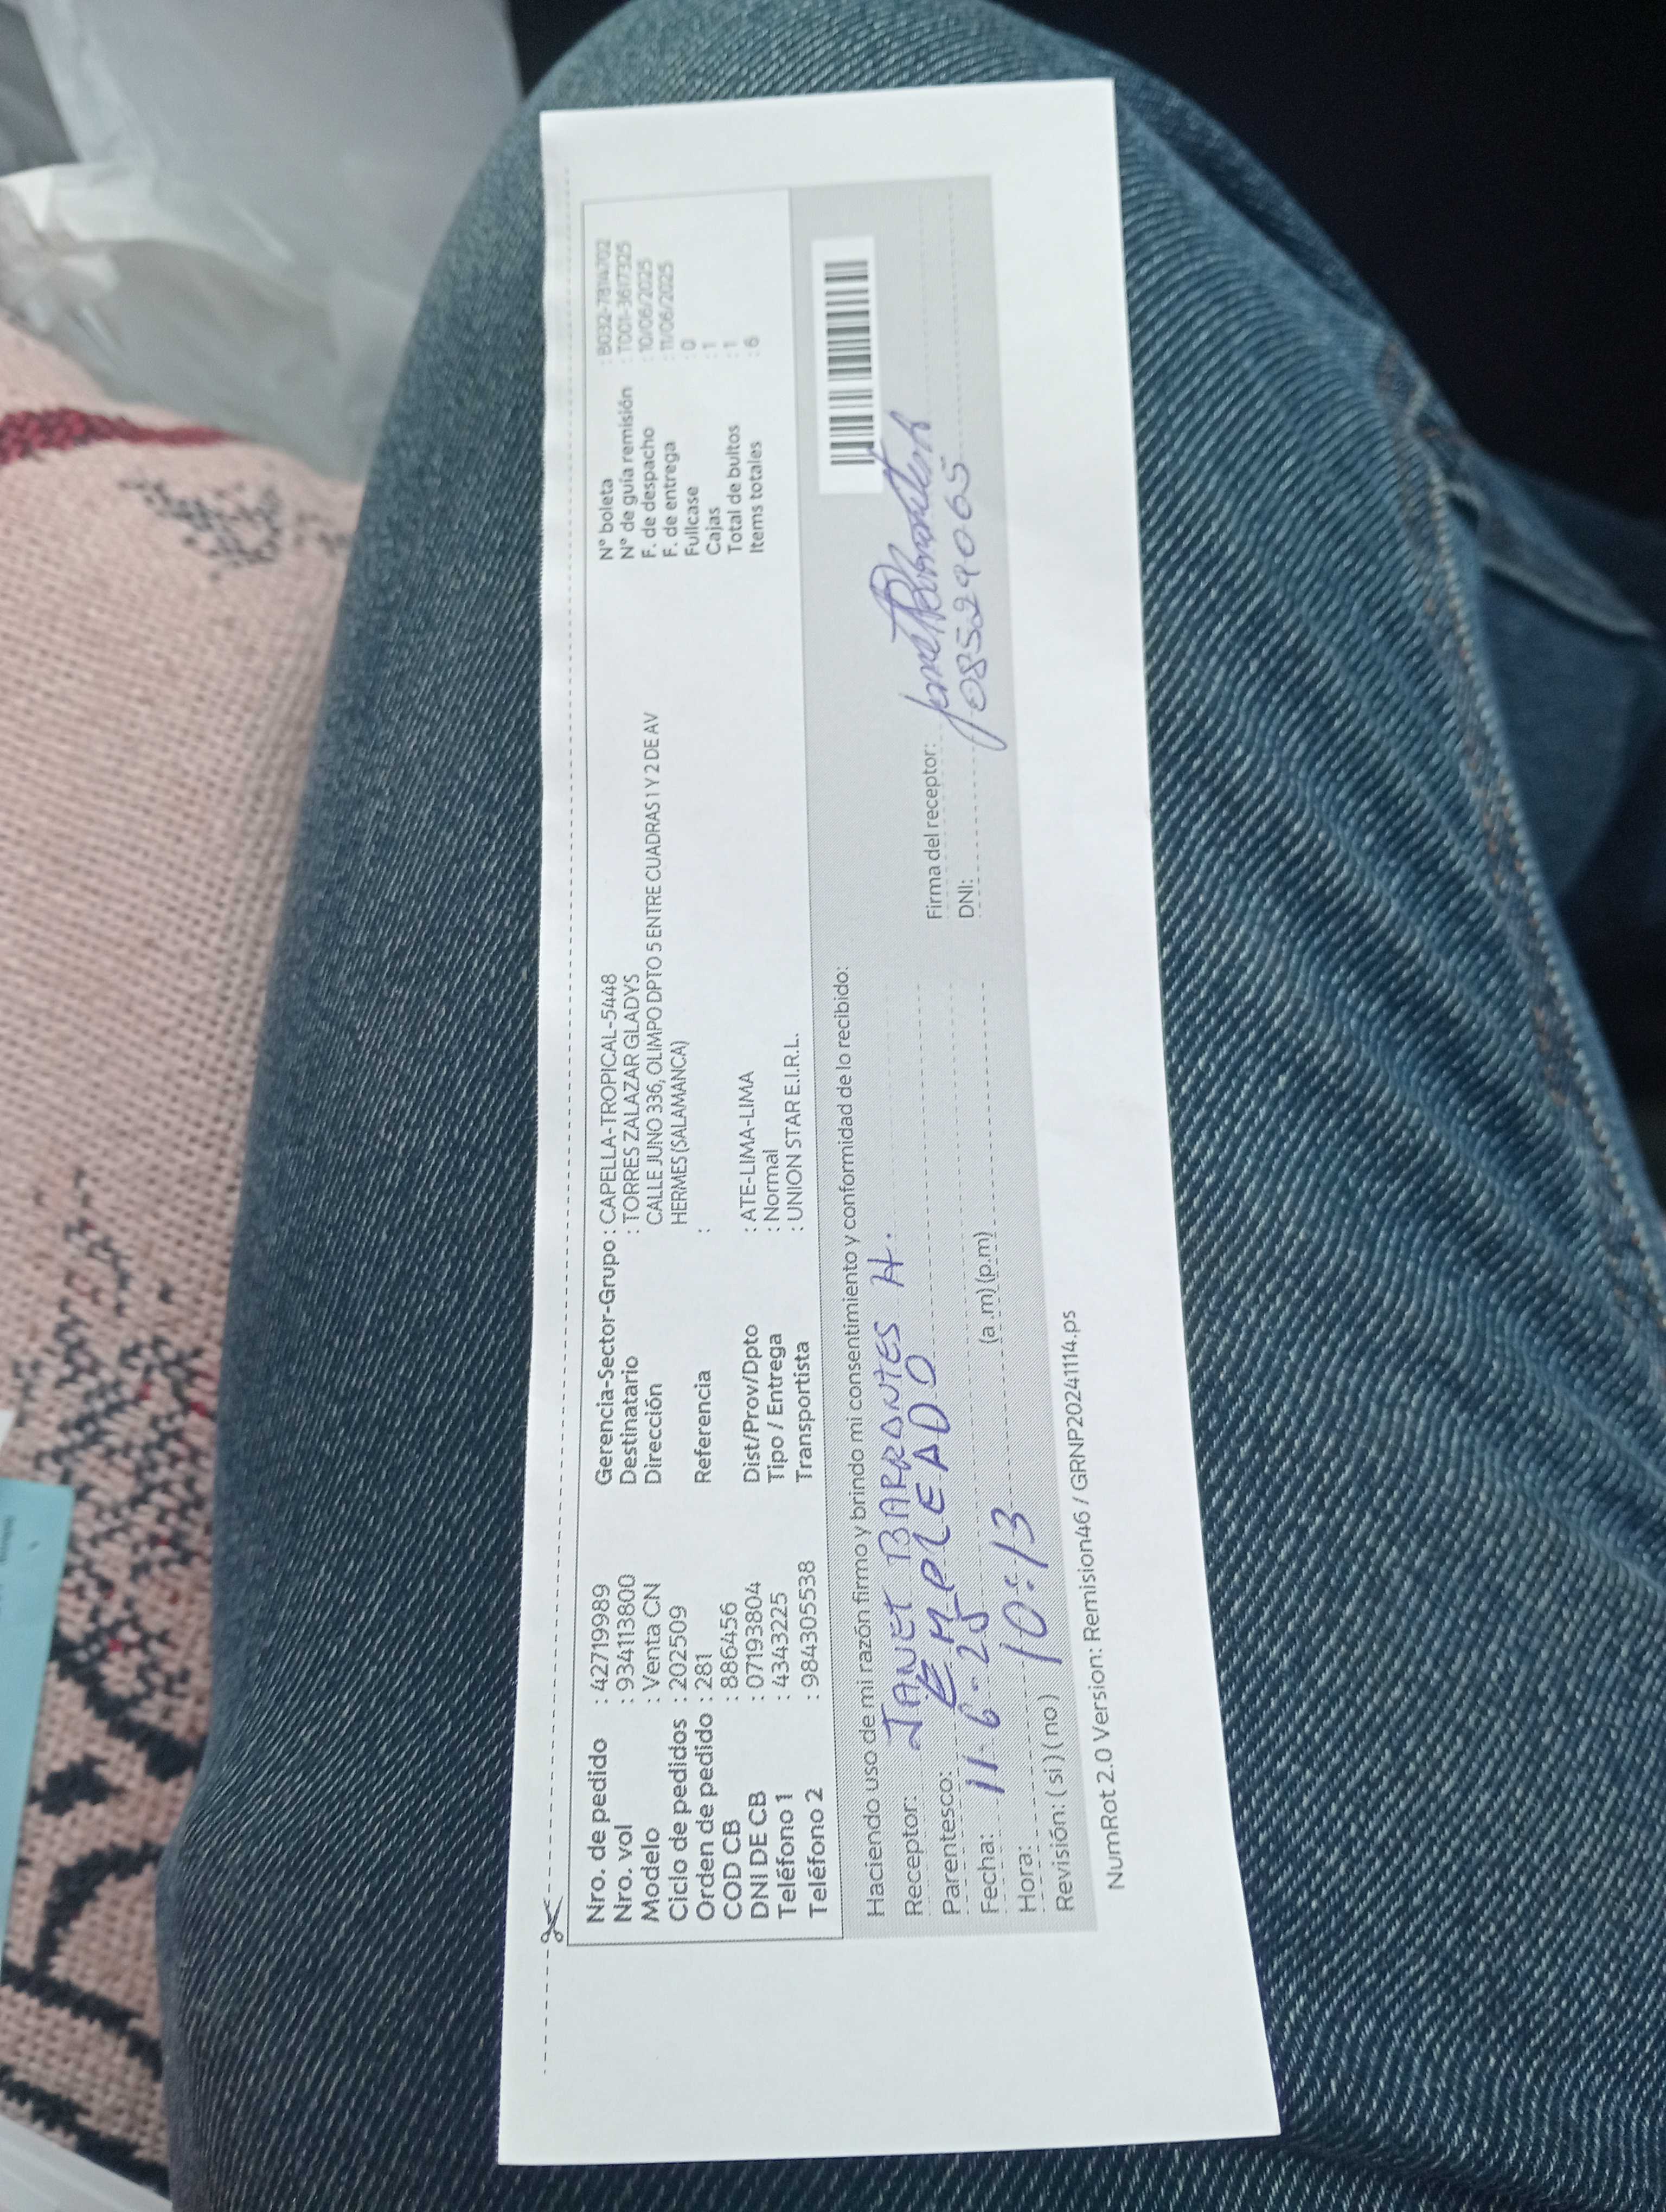 Nro. de pedido : 42719989
Nro. vol : 934113800
Modelo : Venta CN
Ciclo de pedidos : 202509
Orden de pedido : 281
COD CB : 886456
DNI DE CB : 07193804
Teléfono 1 : 4343225
Teléfono 2 : 984305538
Gerencia-Sector-Grupo : CAPELLA-TROPICAL-5448
Destinatario : TORRES ZALAZAR GLADYS
Dirección CALLE JUNO 336, OLIMPO DPTO 5 ENTRE CUADRAS 1 Y 2 DE AV
HERMES (SALAMANCA)
Referencia :
Dist/Prov/Dpto : ATE-LIMA-LIMA
Tipo / Entrega : Normal
Transportista : UNION STAR E.I.R.L.
N° boleta : B032-78114702
N° de guía remisión : T001-3617325
F. de despacho : 10/06/2025
F. de entrega : 11/06/2025
Fullcase : 0
Cajas : 1
Total de bultos : 1
Items totales : 6
Haciendo uso de mi razón firmo y brindo mi consentimiento y conformidad de lo recibido:
Receptor: JANET BARRANTES H.
Parentesco: EMPLEADO
Fecha: 11.6.25
Hora: 10:13 (a.m) (p.m)
Revisión: ( si ) ( no )
Firma del receptor:
DNI: 08529065
NumRot 2.0 Version: Remision46 / GRNP20241114.ps